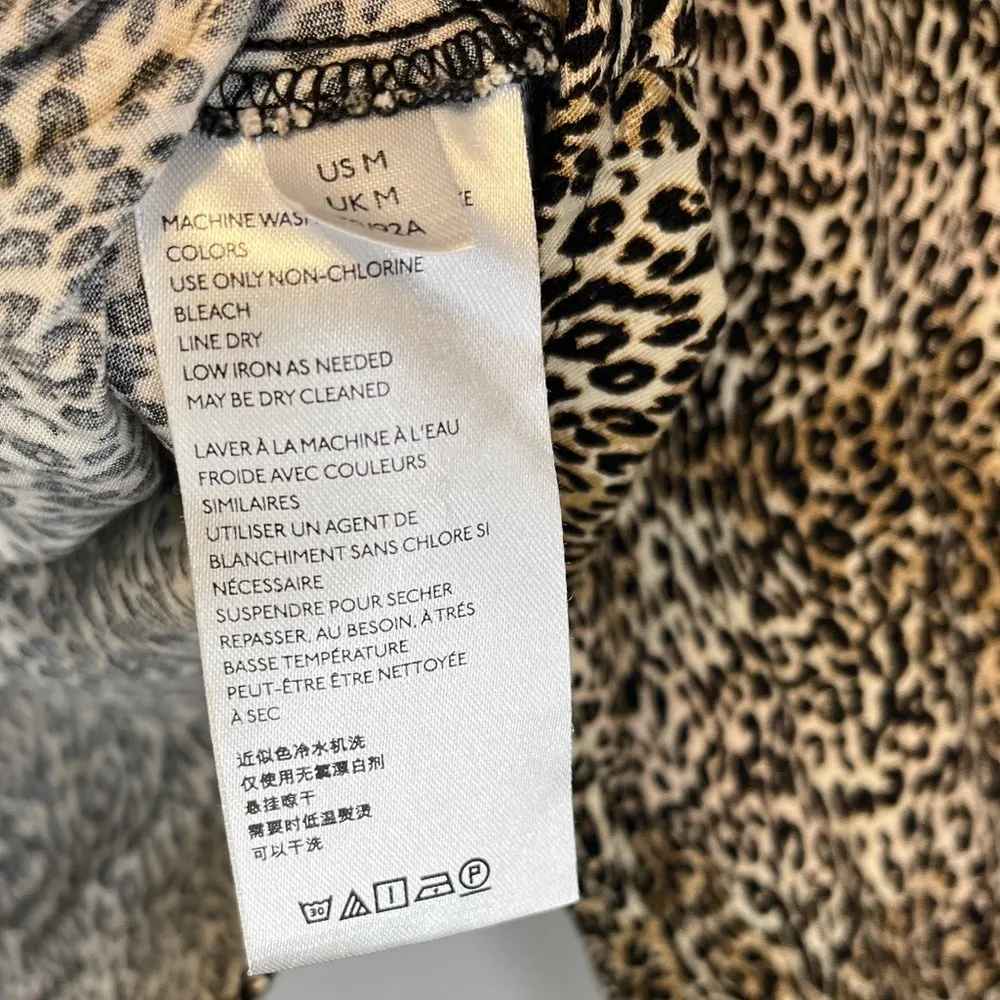 US M
UK M
/92A
MACHINE WAS
COLORS
USE ONLY NON-CHLORINE
BLEACH
LINE DRY
LOW IRON AS NEEDED
MAY BE DRY CLEANED
LAVER À LA MACHINE À L'EAU
FROIDE AVEC COULEURS
SIMILAIRES
UTILISER UN AGENT DE
BLANCHIMENT SANS CHLORE SI
NÉCESSAIRE
SUSPENDRE POUR SECHER
REPASSER, AU BESOIN, À TRÉS
BASSE TEMPÉRATURE
PEUT-ÊTRE ÊTRE NETTOYÉE
À SEC
近似色冷水机洗
仅使用无氯漂白剂
悬挂晾干
需要时低温熨烫
可以干洗
30 P